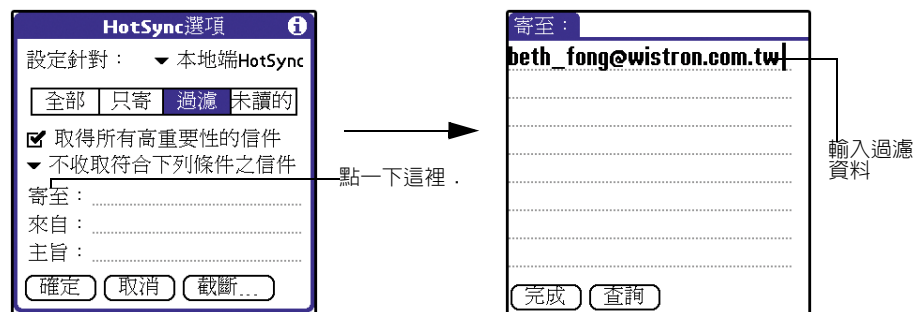 HotSync選項
設定針對： 本地端HotSync
全部 只寄 過濾 未讀的
取得所有高重要性的信件
不收取符合下列條件之信件
寄至：
來自：
主旨：
確定 取消 截斷...
點一下這裡．
寄至：
beth_fong@wistron.com.tw
完成 查詢
輸入過濾
資料